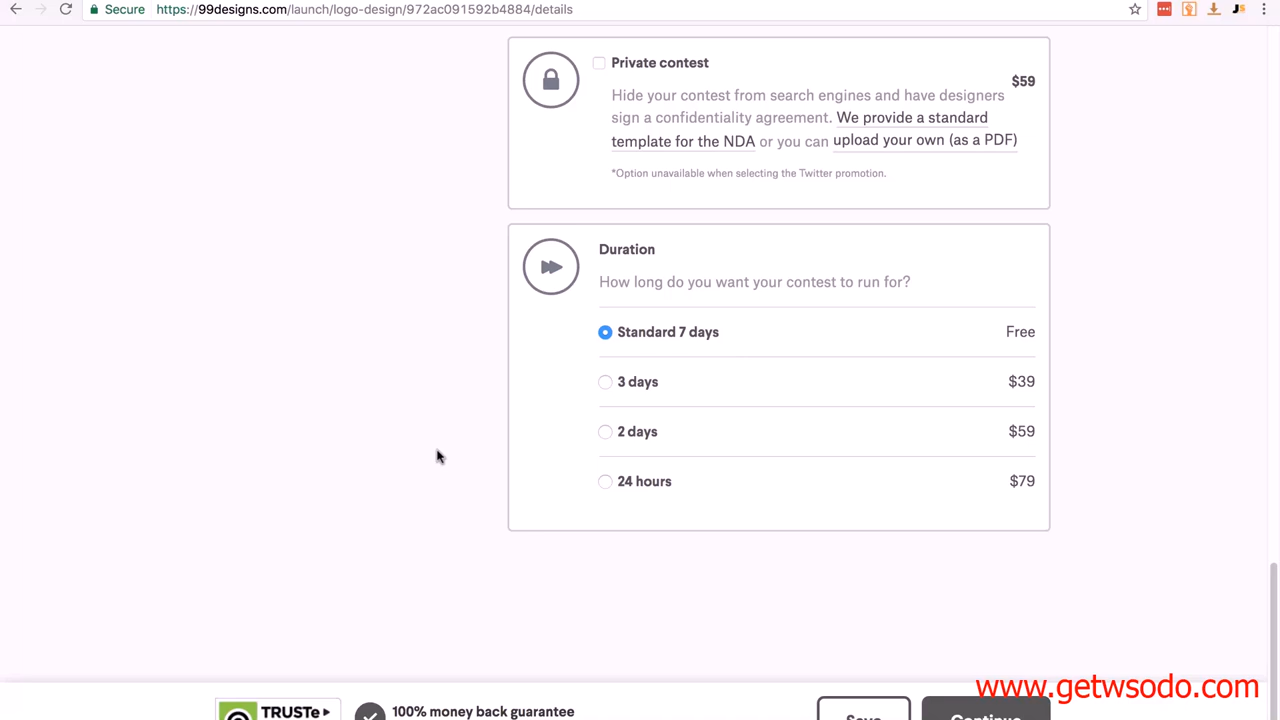 Secure https://99designs.com/launch/logo-design/972ac091592b4884/details
Private contest
$59
Hide your contest from search engines and have designers
sign a confidentiality agreement. We provide a standard
template for the NDA or you can upload your own (as a PDF)
*Option unavailable when selecting the Twitter promotion.
Duration
How long do you want your contest to run for?
Standard 7 days Free
3 days $39
2 days $59
24 hours $79
www.getwsodo.com
TRUSTe 100% money back guarantee Save Continue